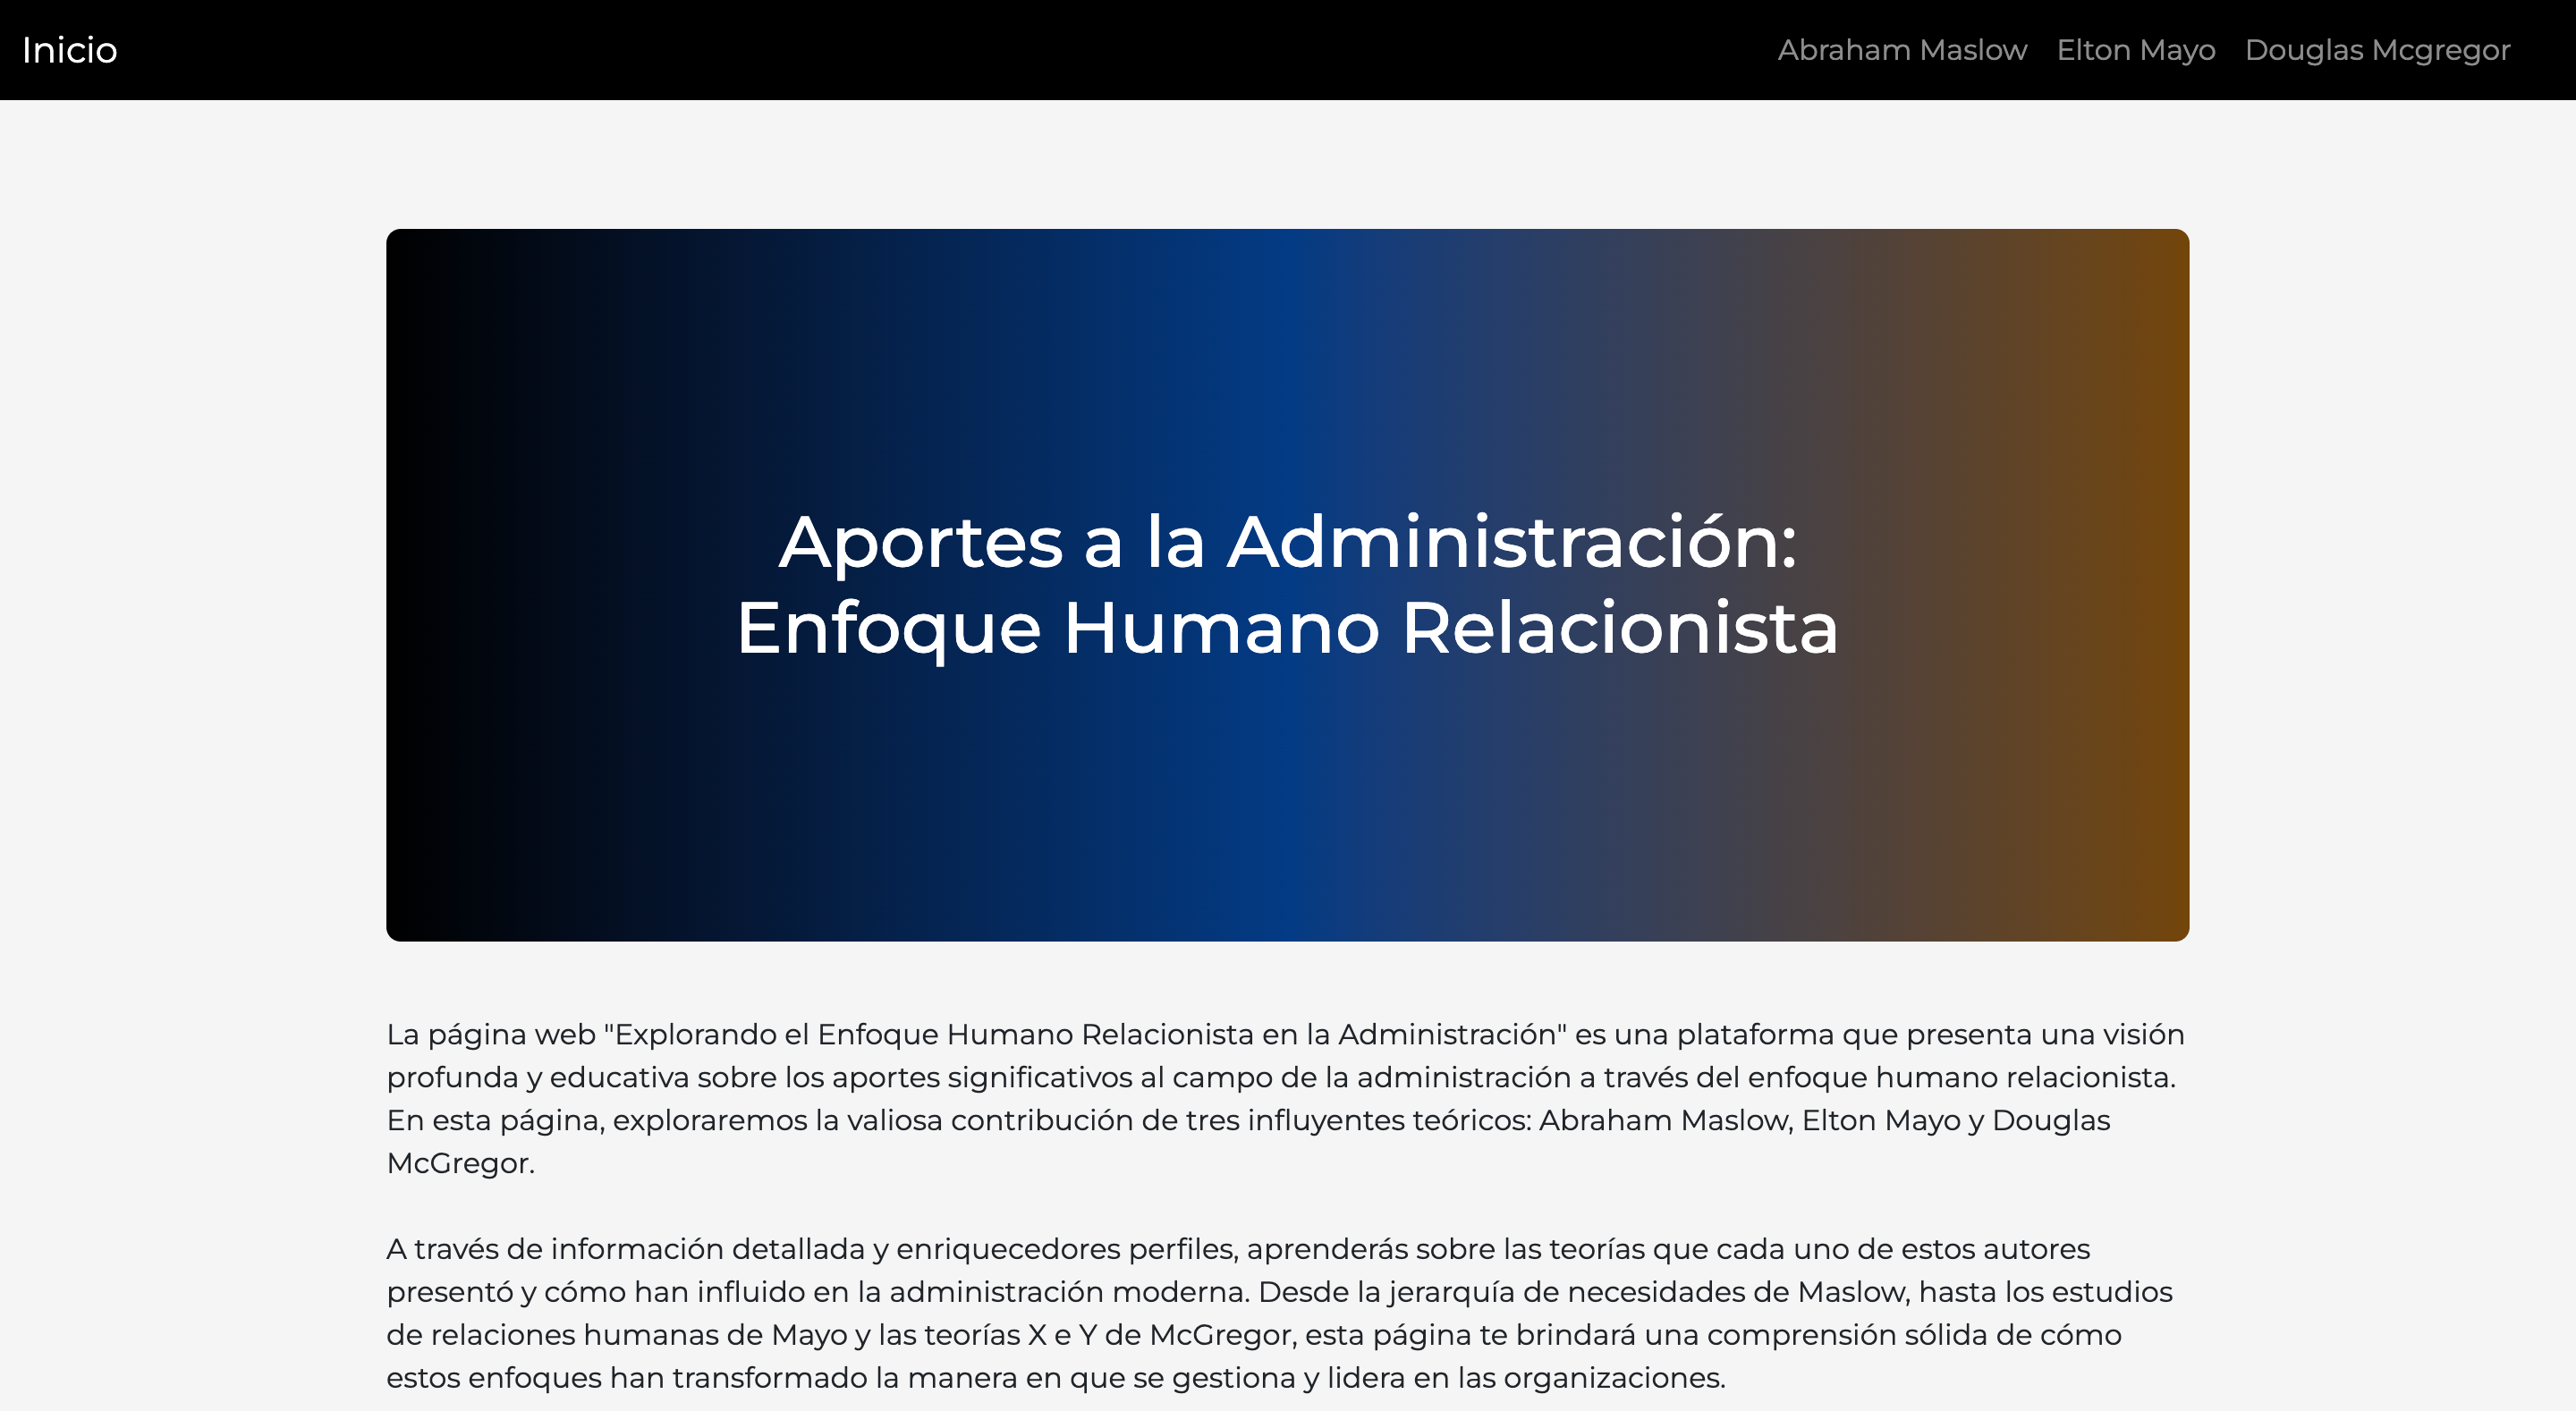 Inicio
Abraham Maslow Elton Mayo Douglas Mcgregor
Aportes a la Administración:
Enfoque Humano Relacionista
La página web "Explorando el Enfoque Humano Relacionista en la Administración" es una plataforma que presenta una visión
profunda y educativa sobre los aportes significativos al campo de la administración a través del enfoque humano relacionista.
En esta página, exploraremos la valiosa contribución de tres influyentes teóricos: Abraham Maslow, Elton Mayo y Douglas
McGregor.
A través de información detallada y enriquecedores perfiles, aprenderás sobre las teorías que cada uno de estos autores
presentó y cómo han influido en la administración moderna. Desde la jerarquía de necesidades de Maslow, hasta los estudios
de relaciones humanas de Mayo y las teorías X e Y de McGregor, esta página te brindará una comprensión sólida de cómo
estos enfoques han transformado la manera en que se gestiona y lidera en las organizaciones.